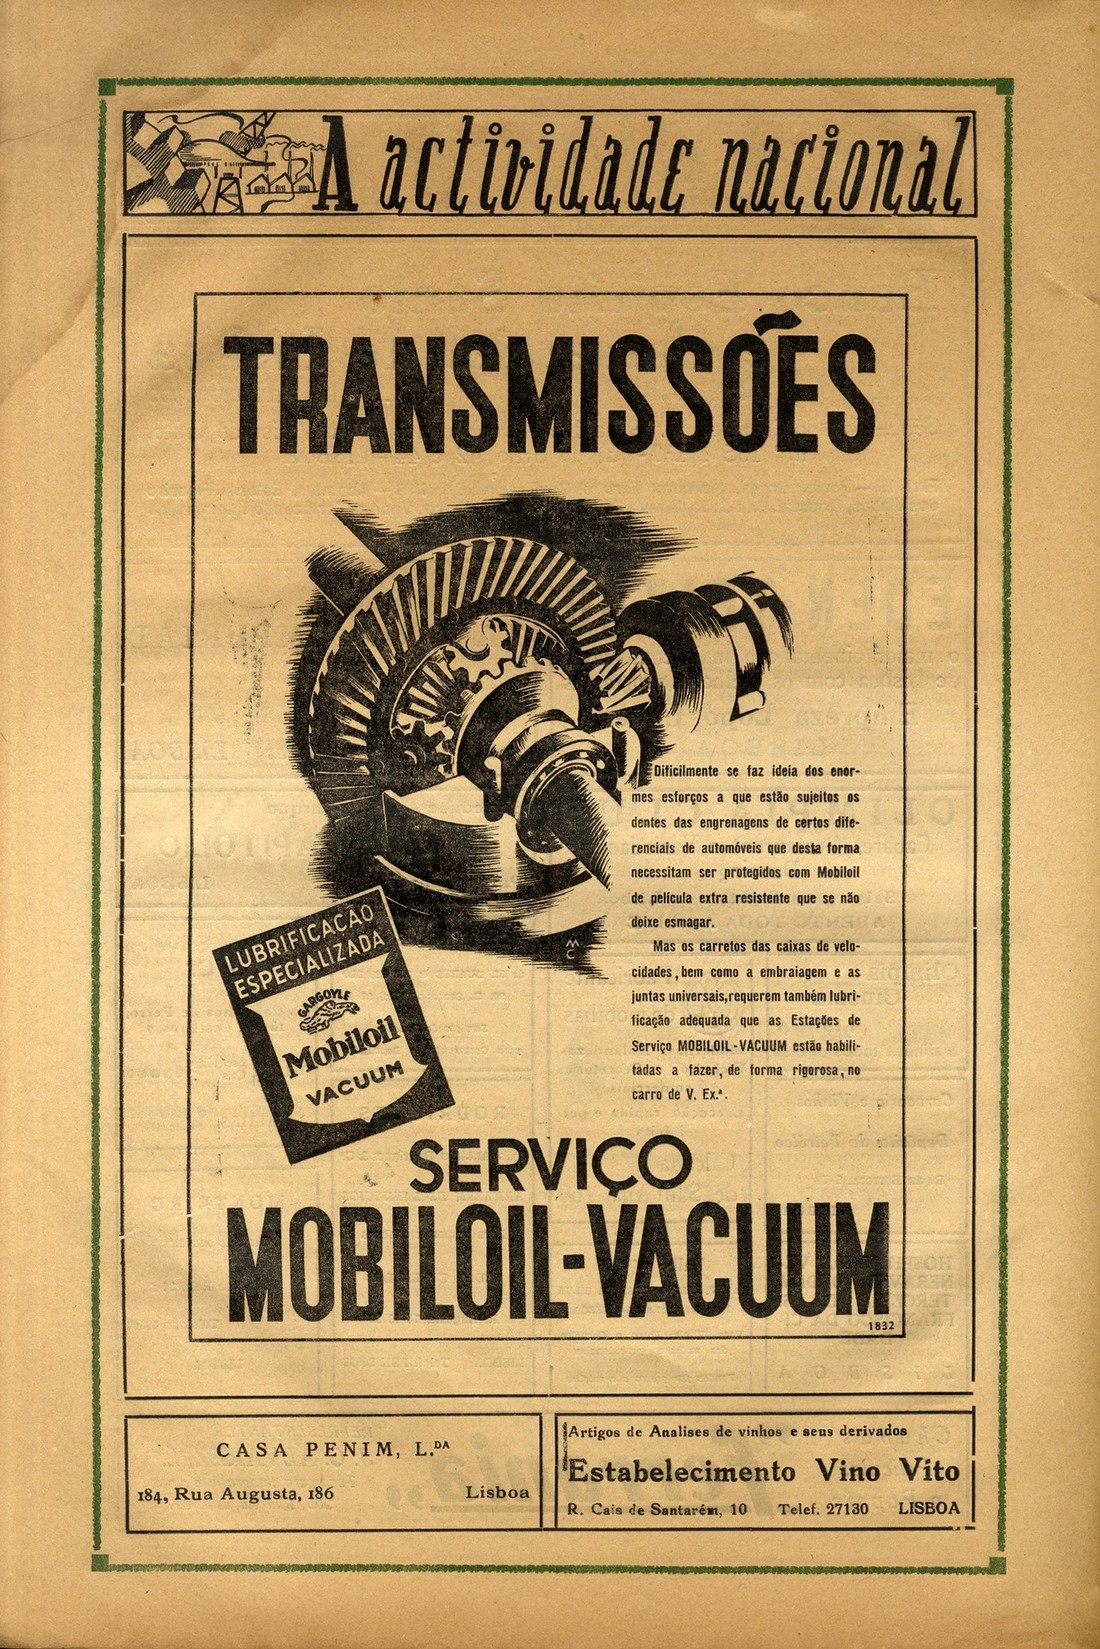 A actividade nacional
TRANSMISSÕES
Dificilmente se faz ideia dos enor-
mes esforços a que estão sujeitos os
dentes das engrenagens de certos dife-
renciais de automóveis que desta forma
necessitam ser protegidos com Mobiloil
de película extra resistente que se não
deixe esmagar.
Mas os carretos das caixas de velo-
cidades, bem como a embraiagem e as
juntas universais, requerem também lubri-
ficação adequada que as Estações de
Serviço MOBILOIL-VACUUM estão habili-
tadas a fazer, de forma rigorosa, no
carro de V. Ex.ª.
MC
LUBRIFICAÇÃO
ESPECIALIZADA
GARGOYLE
Mobiloil
VACUUM
SERVIÇO
MOBILOIL-VACUUM
1832
CASA PENIM, L.DA
184, Rua Augusta, 186 Lisboa
Artigos de Analises de vinhos e seus derivados
Estabelecimento Vino Vito
R. Cais de Santarém, 10 Telef. 27130 LISBOA